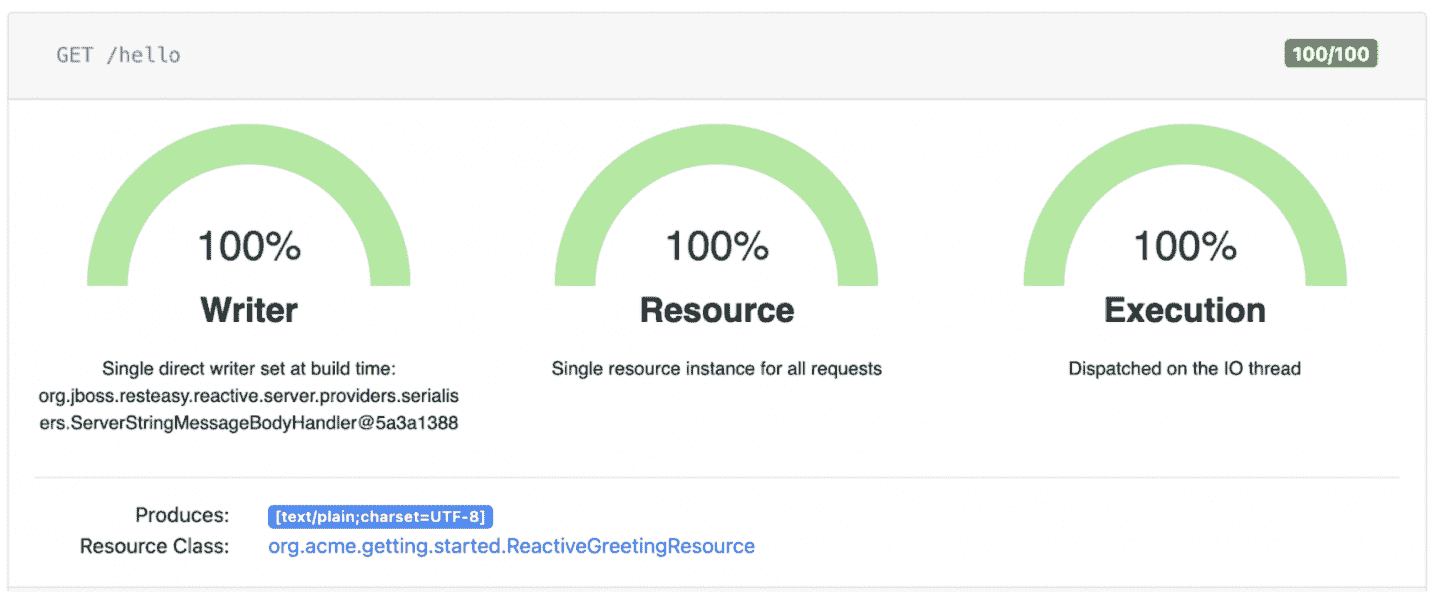 GET /hello
100/100
100%
Writer
Single direct writer set at build time:
org.jboss.resteasy.reactive.server.providers.serialis
ers.ServerStringMessageBodyHandler@5a3a1388
100%
Resource
Single resource instance for all requests
100%
Execution
Dispatched on the IO thread
Produces: [text/plain;charset=UTF-8]
Resource Class: org.acme.getting.started.ReactiveGreetingResource